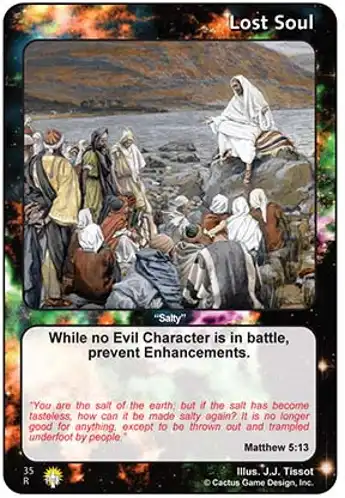 Lost Soul
“Salty”
While no Evil Character is in battle,
prevent Enhancements.
"You are the salt of the earth; but if the salt has become
tasteless, how can it be made salty again? It is no longer
good for anything, except to be thrown out and trampled
underfoot by people."
Matthew 5:13
35
R
Illus. J.J. Tissot
© Cactus Game Design, Inc.